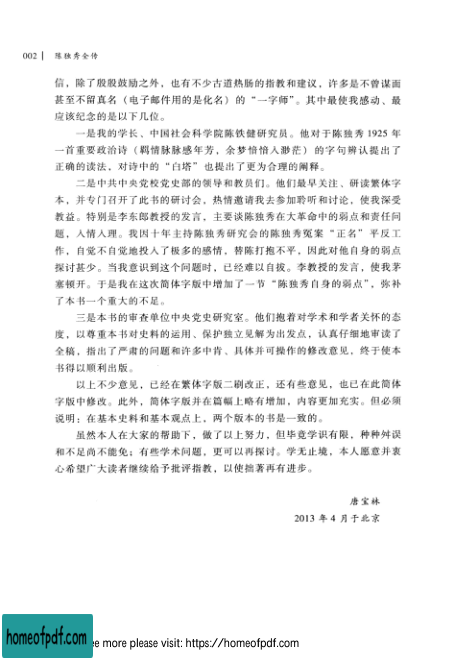 002 | 陈独秀全传
信，除了殷殷鼓励之外，也有不少古道热肠的指教和建议，许多是不曾谋面
甚至不留真名（电子邮件用的是化名）的“一字师”。其中最使我感动、最
应该纪念的是以下几位。
一是我的学长、中国社会科学院陈铁健研究员。他对于陈独秀 1925 年
一首重要政治诗（羁情脉脉感年芳，余梦愔愔入渺茫）的字句辨认提出了
正确的读法，对诗中的“白塔”也提出了更为合理的阐释。
二是中共中央党校党史部的领导和教员们。他们最早关注、研读繁体字
本，并专门召开了此书的研讨会，热情邀请我去参加聆听和讨论，使我深受
教益。特别是李东郎教授的发言，主要谈陈独秀在大革命中的弱点和责任问
题，入情入理。我因十年主持陈独秀研究会的陈独秀冤案“正名”平反工
作，自觉不自觉地投入了极多的感情，替陈打抱不平，因此对他自身的弱点
探讨甚少。当我意识到这个问题时，已经难以自拔。李教授的发言，使我茅
塞顿开。于是我在这次简体字版中增加了一节“陈独秀自身的弱点”，弥补
了本书一个重大的不足。
三是本书的审查单位中央党史研究室。他们抱着对学术和学者关怀的态
度，以尊重本书对史料的运用、保护独立见解为出发点，认真仔细地审读了
全稿，指出了严肃的问题和许多中肯、具体并可操作的修改意见，终于使本
书得以顺利出版。
以上不少意见，已经在繁体字版二刷改正，还有些意见，也已在此简体
字版中修改。此外，简体字版并在篇幅上略有增加，内容更加充实。但必须
说明：在基本史料和基本观点上，两个版本的书是一致的。
虽然本人在大家的帮助下，做了以上努力，但毕竟学识有限，种种舛误
和不足尚不能免；有些学术问题，更可以再探讨。学无止境，本人愿意并衷
心希望广大读者继续给予批评指教，以使拙著再有进步。
唐宝林
2013 年 4 月于北京
homeofpdf.com
ee more please visit: https://homeofpdf.com